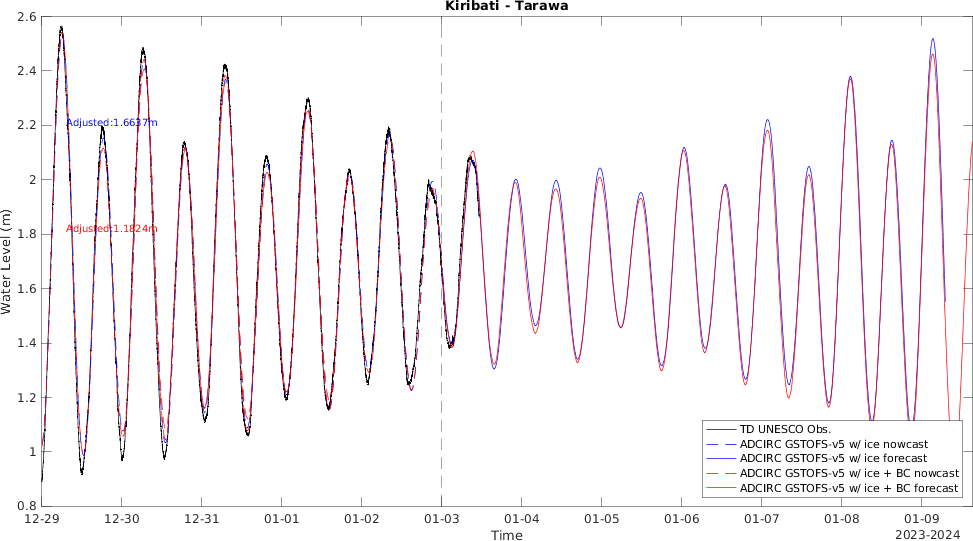 Kiribati - Tarawa
2.6
2.4
2.2
2
1.8
1.6
1.4
1.2
1
0.8
Water Level (m)
Adjusted:1.6637m
Adjusted:1.1824m
TD UNESCO Obs.
ADCIRC GSTOFS-v5 w/ ice nowcast
ADCIRC GSTOFS-v5 w/ ice forecast
ADCIRC GSTOFS-v5 w/ ice + BC nowcast
ADCIRC GSTOFS-v5 w/ ice + BC forecast
12-29 12-30 12-31 01-01 01-02 01-03 01-04 01-05 01-06 01-07 01-08 01-09
Time
2023-2024